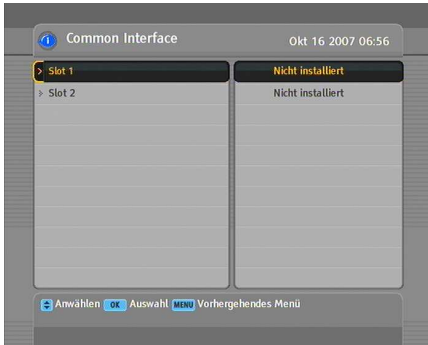 Common Interface Okt 16 2007 06:56
Slot 1 Nicht installiert
Slot 2 Nicht installiert
Anwählen OK Auswahl MENU Vorhergehendes Menü